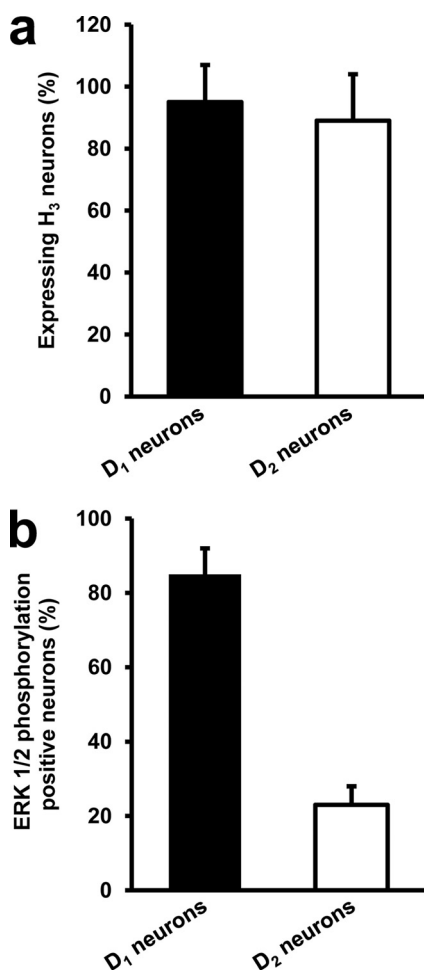 a
Expressing H₃ neurons (%)
120
100
80
60
40
20
0
D₁ neurons
D₂ neurons
b
ERK 1/2 phosphorylation
positive neurons (%)
100
80
60
40
20
0
D₁ neurons
D₂ neurons